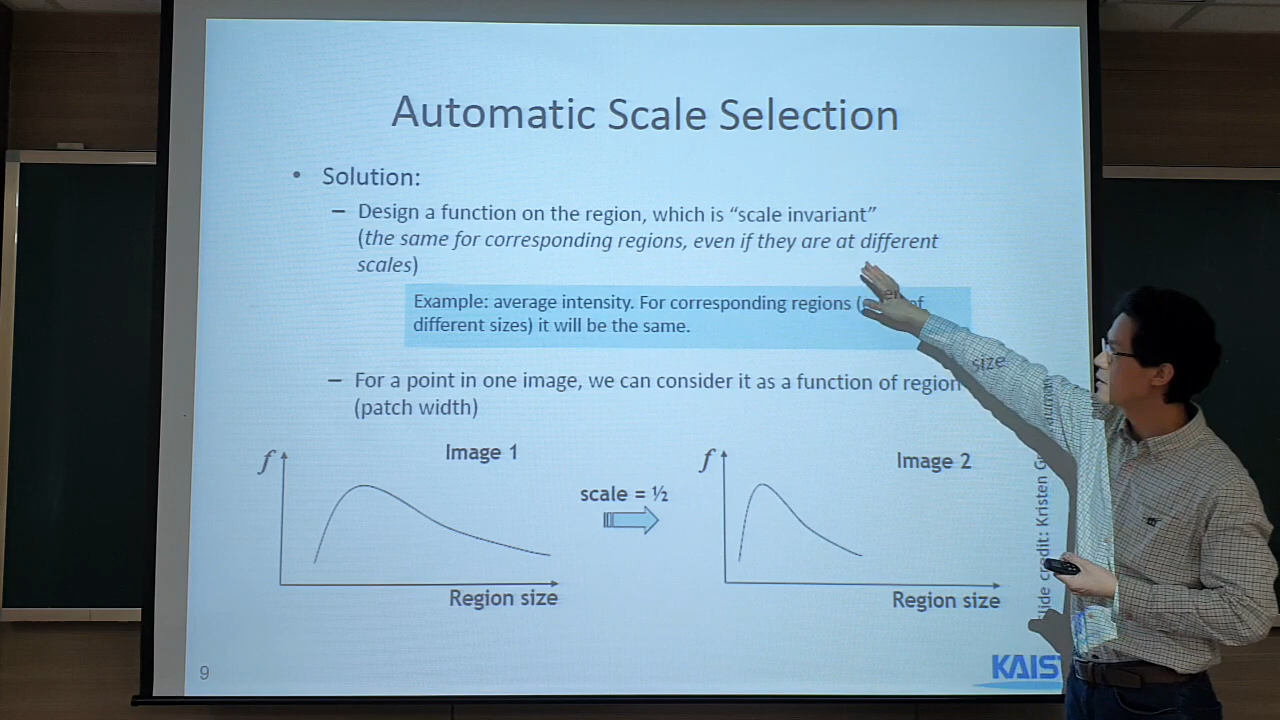 Automatic Scale Selection
• Solution:
– Design a function on the region, which is “scale invariant”
(the same for corresponding regions, even if they are at different
scales)
Example: average intensity. For corresponding regions ( of
different sizes) it will be the same.
– For a point in one image, we can consider it as a function of region size
(patch width)
f
Image 1
Region size
scale = ½
f
Image 2
Region size
lide credit: Kristen
9
KAIS